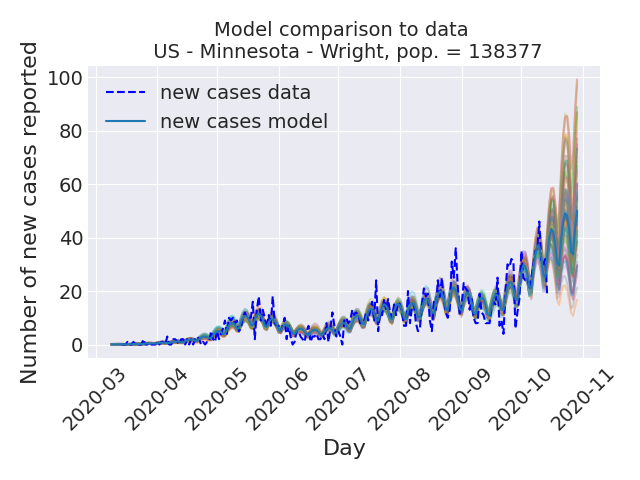 Model comparison to data
US - Minnesota - Wright, pop. = 138377
Number of new cases reported
new cases data
new cases model
100
80
60
40
20
0
2020-03
2020-04
2020-05
2020-06
2020-07
2020-08
2020-09
2020-10
2020-11
Day